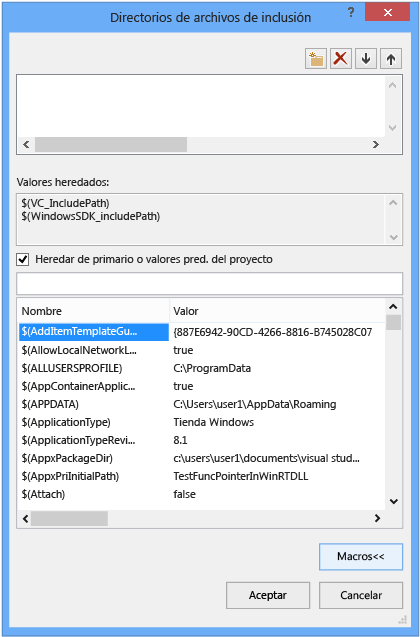 Directorios de archivos de inclusión
Valores heredados:
$(VC_IncludePath)
$(WindowsSDK_includePath)
Heredar de primario o valores pred. del proyecto
Nombre Valor
$(AddItemTemplateGu... {887E6942-90CD-4266-8816-B745028C07
$(AllowLocalNetworkL... true
$(ALLUSERSPROFILE) C:\ProgramData
$(AppContainerApplic... true
$(APPDATA) C:\Users\user1\AppData\Roaming
$(ApplicationType) Tienda Windows
$(ApplicationTypeRevi... 8.1
$(AppxPackageDir) c:\users\user1\documents\visual stud...
$(AppxPriInitialPath) TestFuncPointerInWinRTDLL
$(Attach) false
Macros<<
Aceptar Cancelar